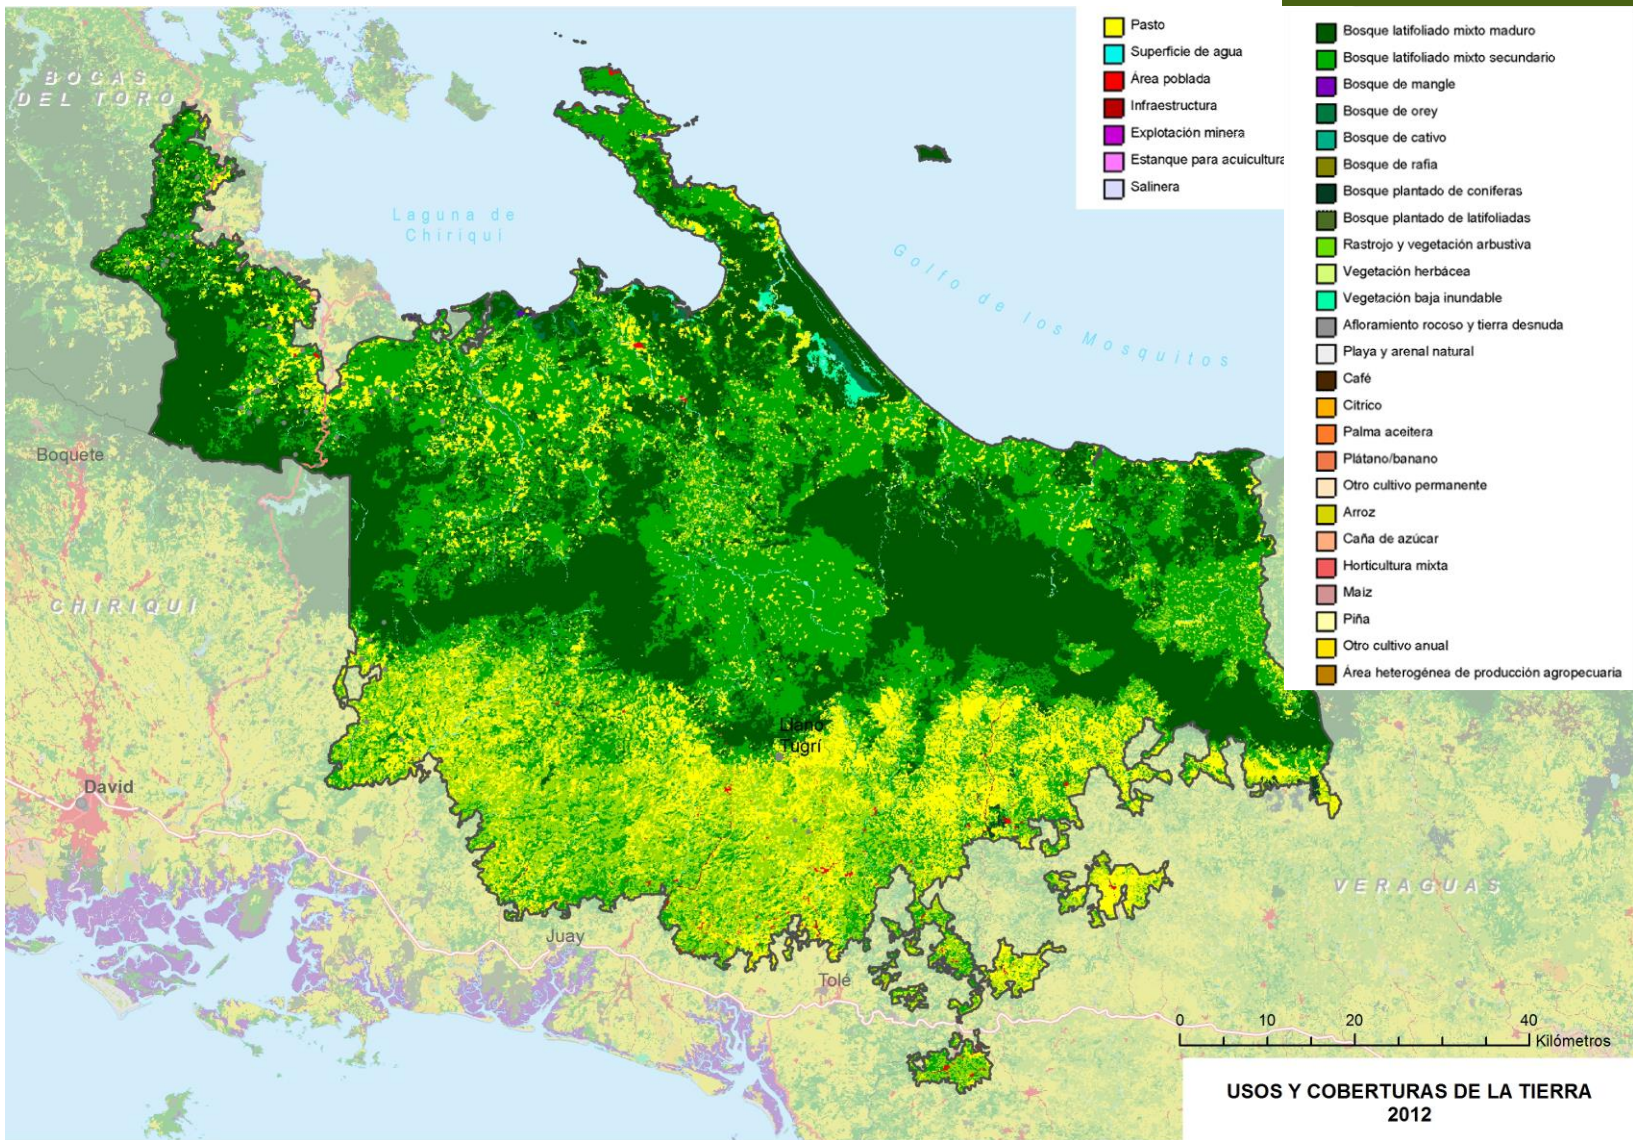 BOCAS
DEL TORO
Laguna de
Chiriquí
Golfo de los Mosquitos
Boquete
CHIRIQUÍ
David
Llano
Tugrí
Juay
Tolé
VERAGUAS
Pasto
Superficie de agua
Área poblada
Infraestructura
Explotación minera
Estanque para acuicultura
Salinera
Bosque latifoliado mixto maduro
Bosque latifoliado mixto secundario
Bosque de mangle
Bosque de orey
Bosque de cativo
Bosque de rafia
Bosque plantado de coníferas
Bosque plantado de latifoliadas
Rastrojo y vegetación arbustiva
Vegetación herbácea
Vegetación baja inundable
Afloramiento rocoso y tierra desnuda
Playa y arenal natural
Café
Cítrico
Palma aceitera
Plátano/banano
Otro cultivo permanente
Arroz
Caña de azúcar
Horticultura mixta
Maiz
Piña
Otro cultivo anual
Área heterogénea de producción agropecuaria
0 10 20 40
Kilómetros
USOS Y COBERTURAS DE LA TIERRA
2012